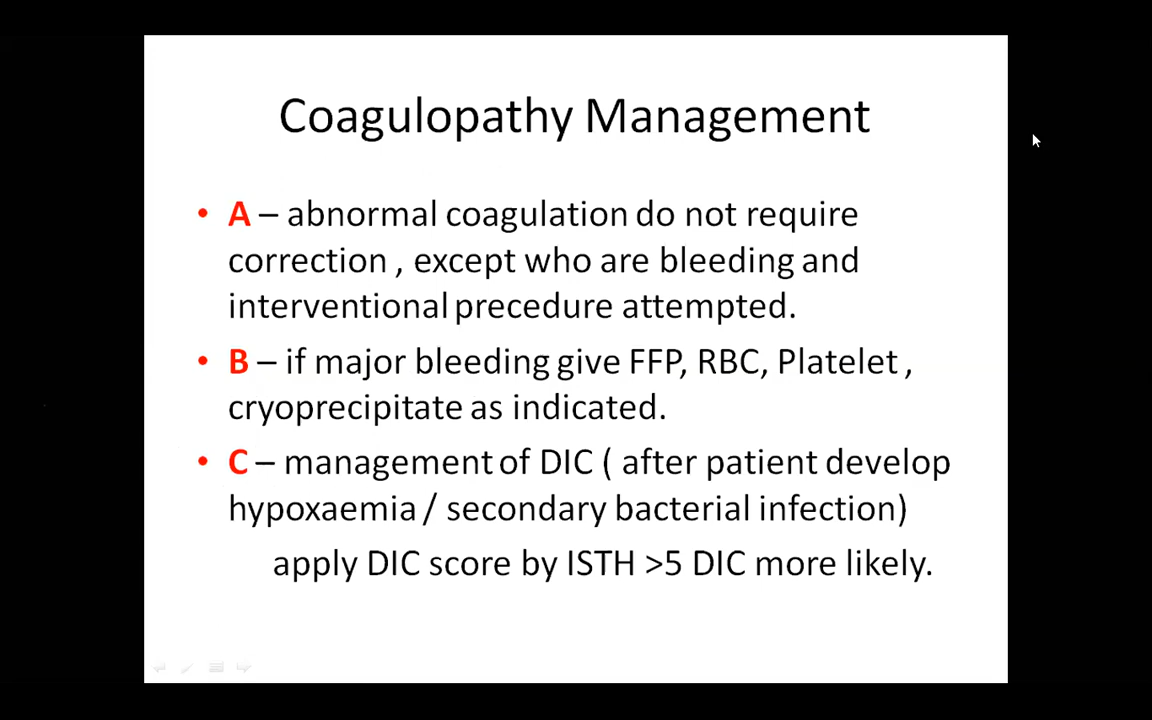 Coagulopathy Management
• A – abnormal coagulation do not require
correction , except who are bleeding and
interventional precedure attempted.
• B – if major bleeding give FFP, RBC, Platelet ,
cryoprecipitate as indicated.
• C – management of DIC ( after patient develop
hypoxaemia / secondary bacterial infection)
apply DIC score by ISTH >5 DIC more likely.